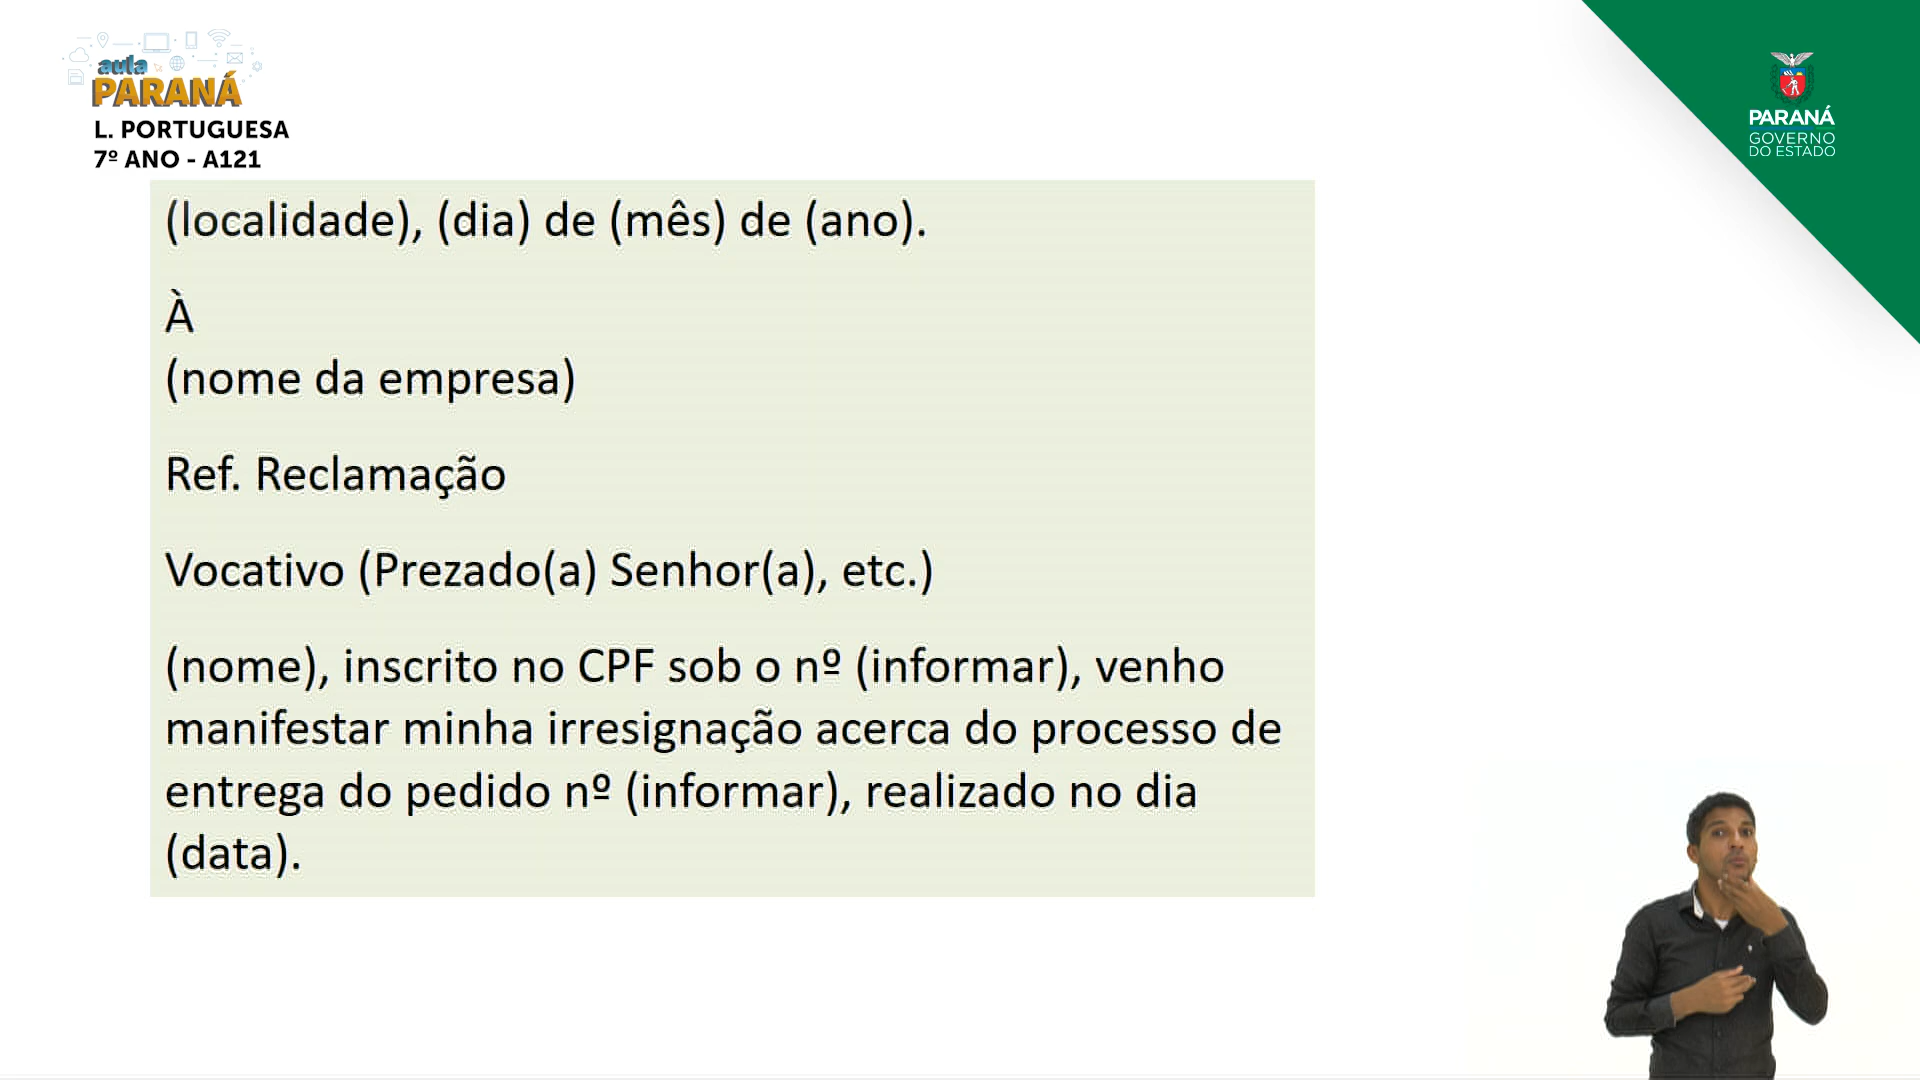 aula
PARANÁ
L. PORTUGUESA
7º ANO - A121
PARANÁ
GOVERNO
DO ESTADO
(localidade), (dia) de (mês) de (ano).
À
(nome da empresa)
Ref. Reclamação
Vocativo (Prezado(a) Senhor(a), etc.)
(nome), inscrito no CPF sob o nº (informar), venho
manifestar minha irresignação acerca do processo de
entrega do pedido nº (informar), realizado no dia
(data).